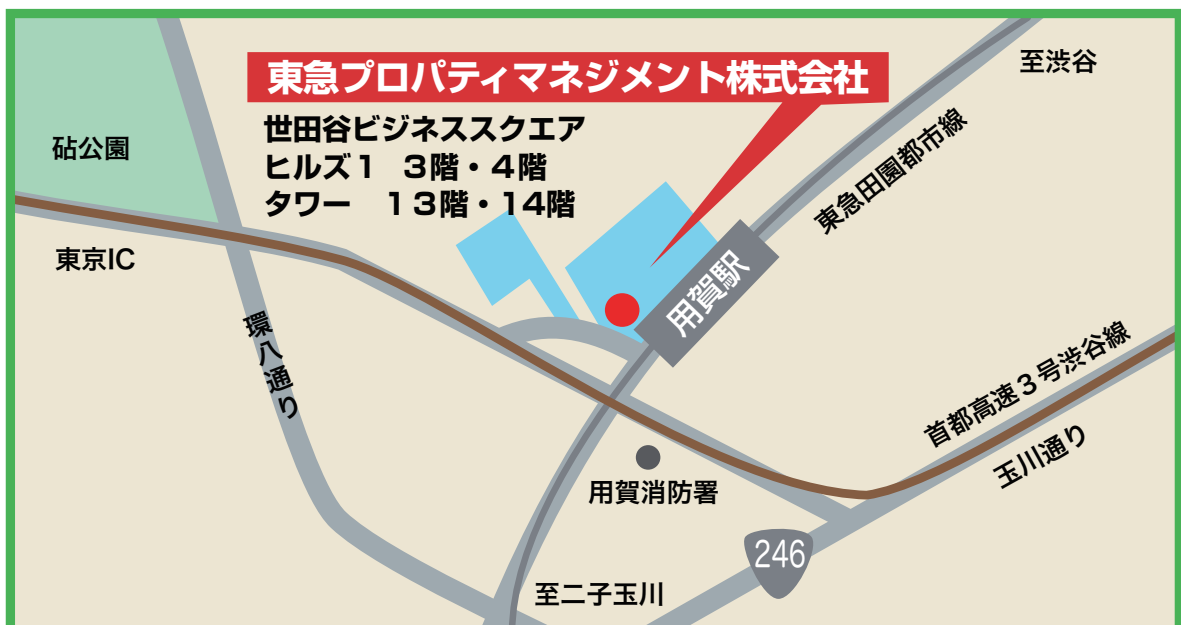 東急プロパティマネジメント株式会社
至渋谷
世田谷ビジネススクエア
ヒルズ1 3階・4階
タワー 13階・14階
砧公園
東急田園都市線
東京IC
用賀駅
環八通り
首都高速3号渋谷線
玉川通り
用賀消防署
246
至二子玉川